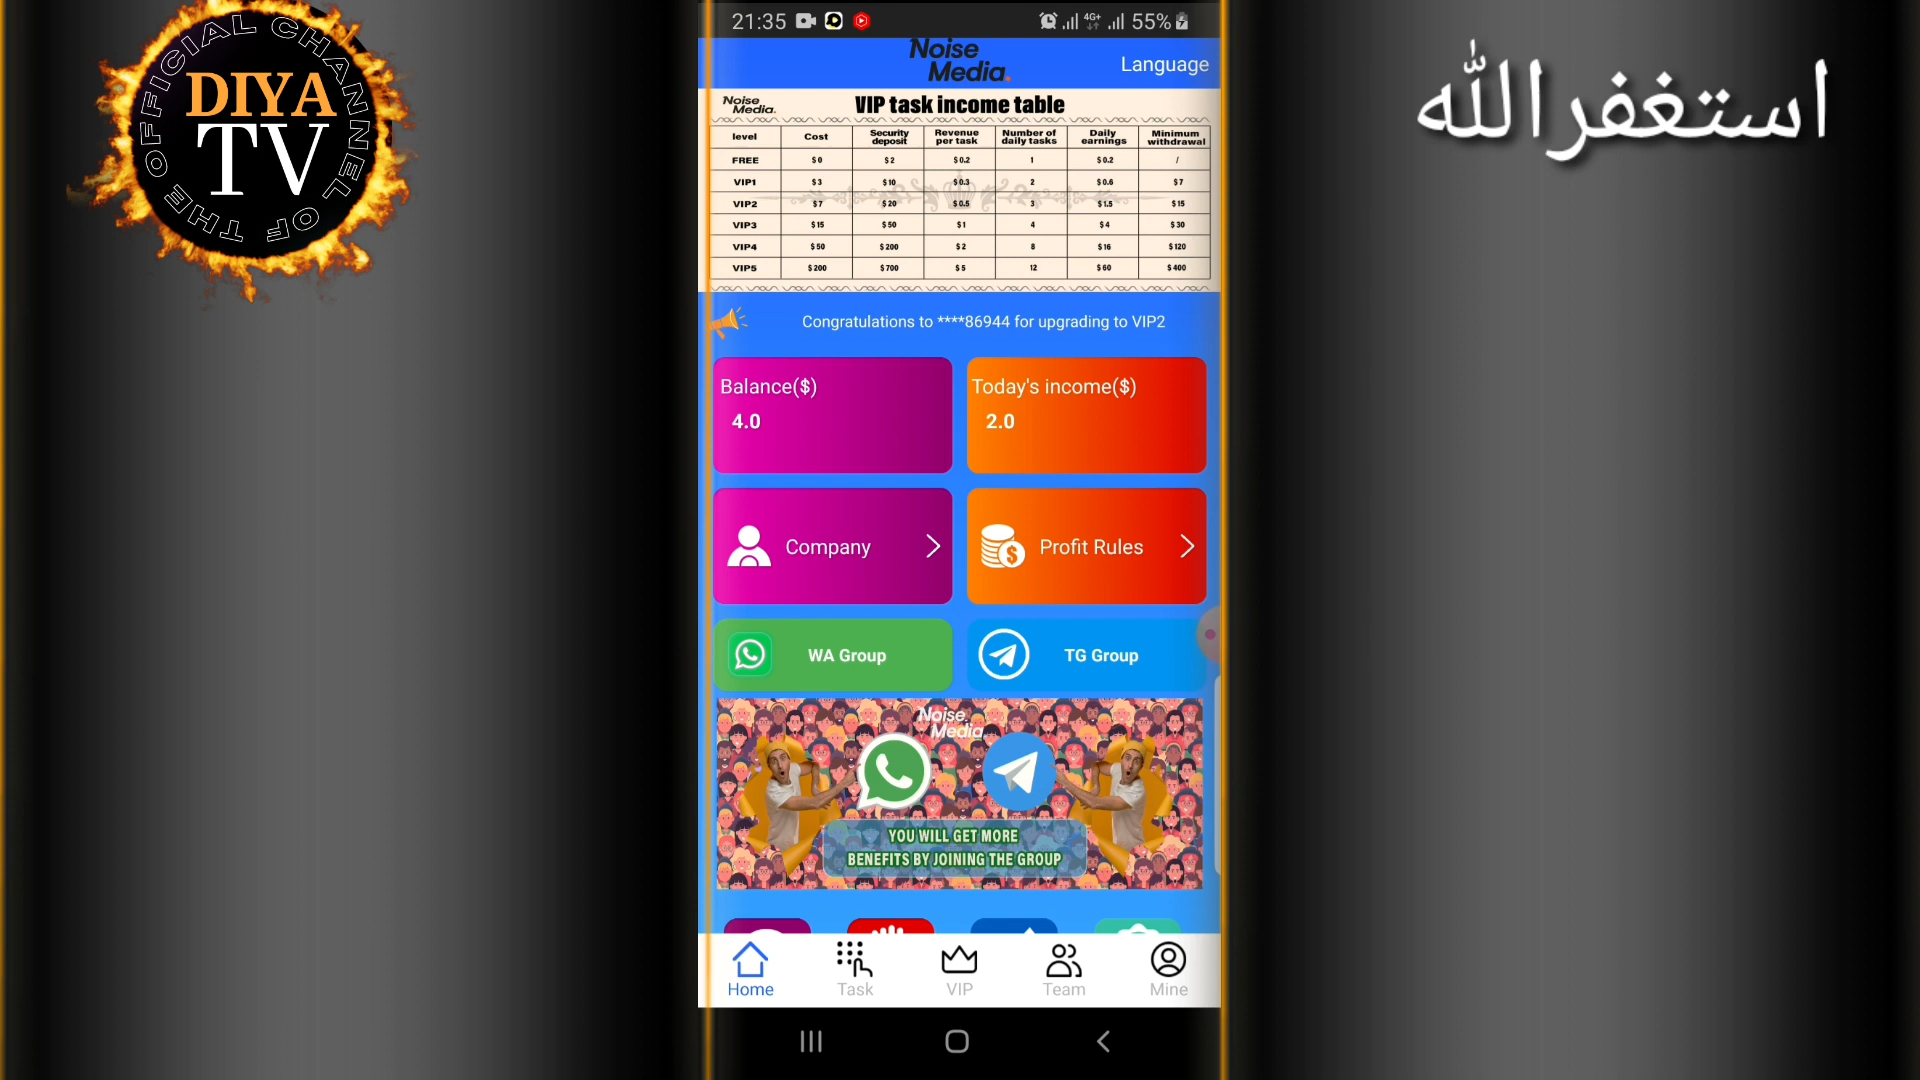 OFFICIAL CHANNEL OF THE
DIYA
TV
استغفرالله
21:35
4G+
55%
Noise
Media.
Language
Noise
Media.
VIP task income table
level Cost Security deposit Revenue per task Number of daily tasks Daily earnings Minimum withdrawal
FREE $0 $2 $0.2 1 $0.2 /
VIP1 $3 $10 $0.3 2 $0.6 $7
VIP2 $7 $20 $0.5 3 $1.5 $15
VIP3 $15 $50 $1 4 $4 $30
VIP4 $50 $200 $2 8 $16 $120
VIP5 $200 $700 $5 12 $60 $400
Congratulations to ****86944 for upgrading to VIP2
Balance($)
4.0
Today's income($)
2.0
Company
Profit Rules
WA Group
TG Group
Noise
Media.
YOU WILL GET MORE
BENEFITS BY JOINING THE GROUP
Home Task VIP Team Mine